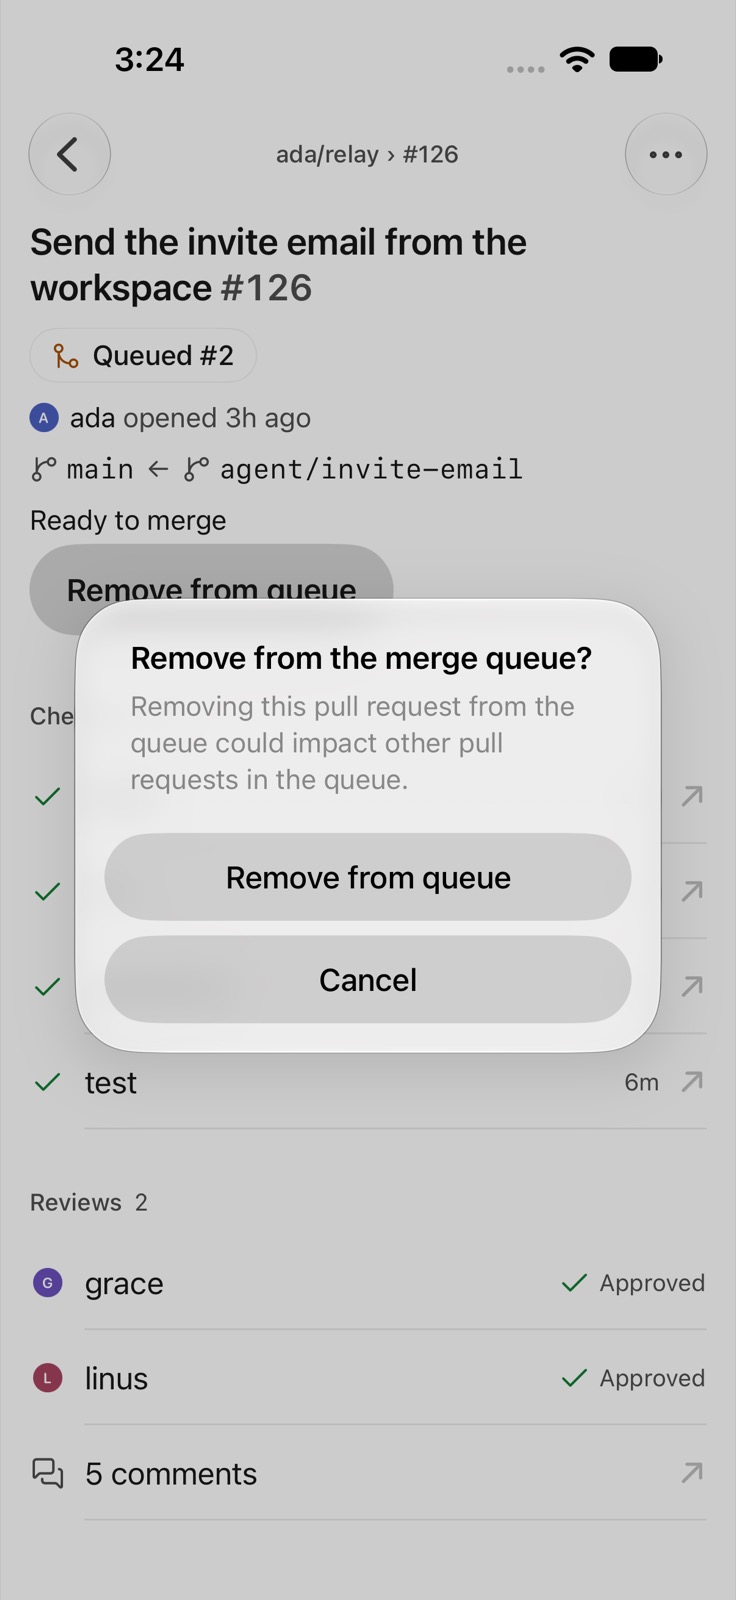 3:24
ada/relay › #126
Send the invite email from the
workspace #126
Queued #2
A ada opened 3h ago
main ← agent/invite-email
Ready to merge
Remove from queue
Remove from the merge queue?
Removing this pull request from the
queue could impact other pull
requests in the queue.
Remove from queue
Cancel
test 6m
Reviews 2
G grace Approved
L linus Approved
5 comments